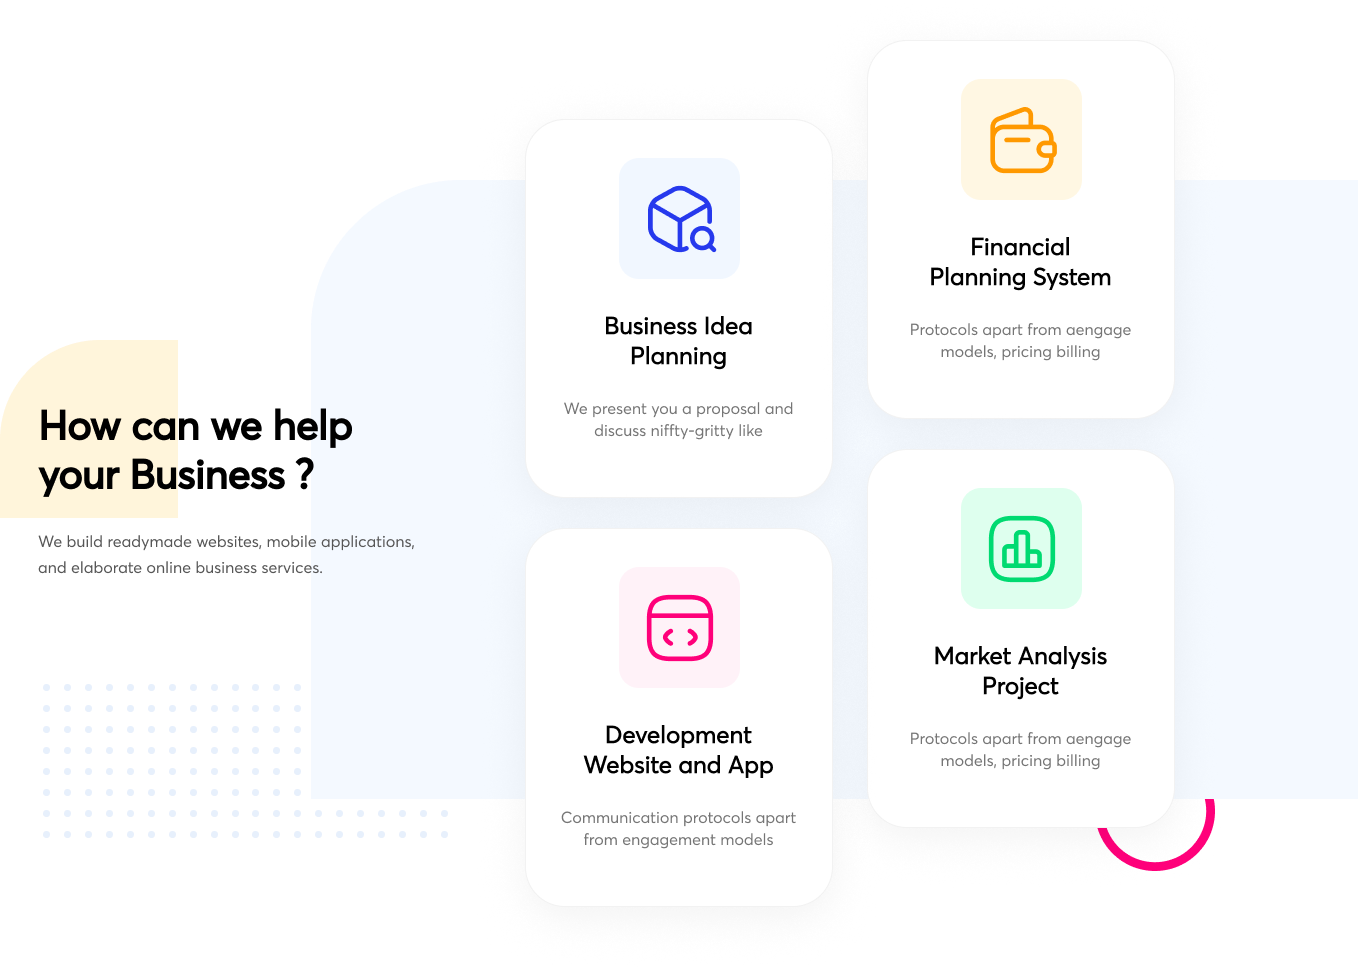 How can we help
your Business ?
We build readymade websites, mobile applications,
and elaborate online business services.
Business Idea
Planning
We present you a proposal and
discuss niffty-gritty like
Development
Website and App
Communication protocols apart
from engagement models
Financial
Planning System
Protocols apart from aengage
models, pricing billing
Market Analysis
Project
Protocols apart from aengage
models, pricing billing